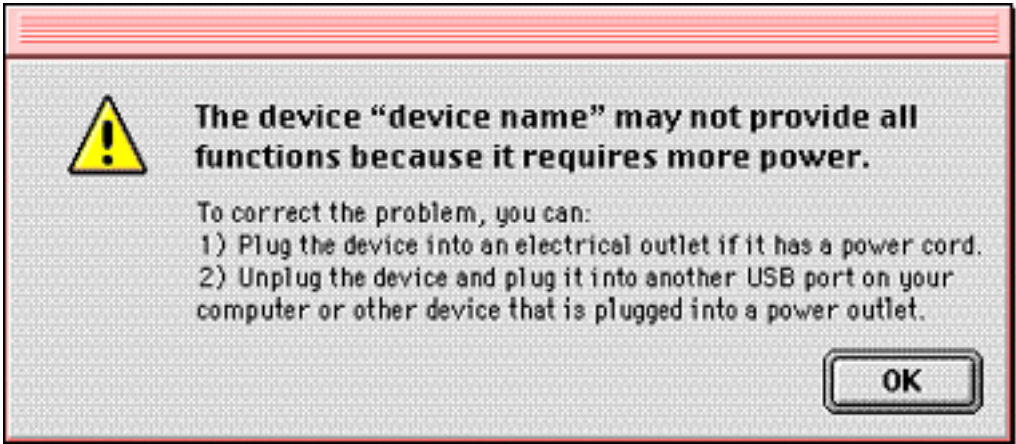 The device “device name” may not provide all
functions because it requires more power.
To correct the problem, you can:
1) Plug the device into an electrical outlet if it has a power cord.
2) Unplug the device and plug it into another USB port on your
computer or other device that is plugged into a power outlet.
OK